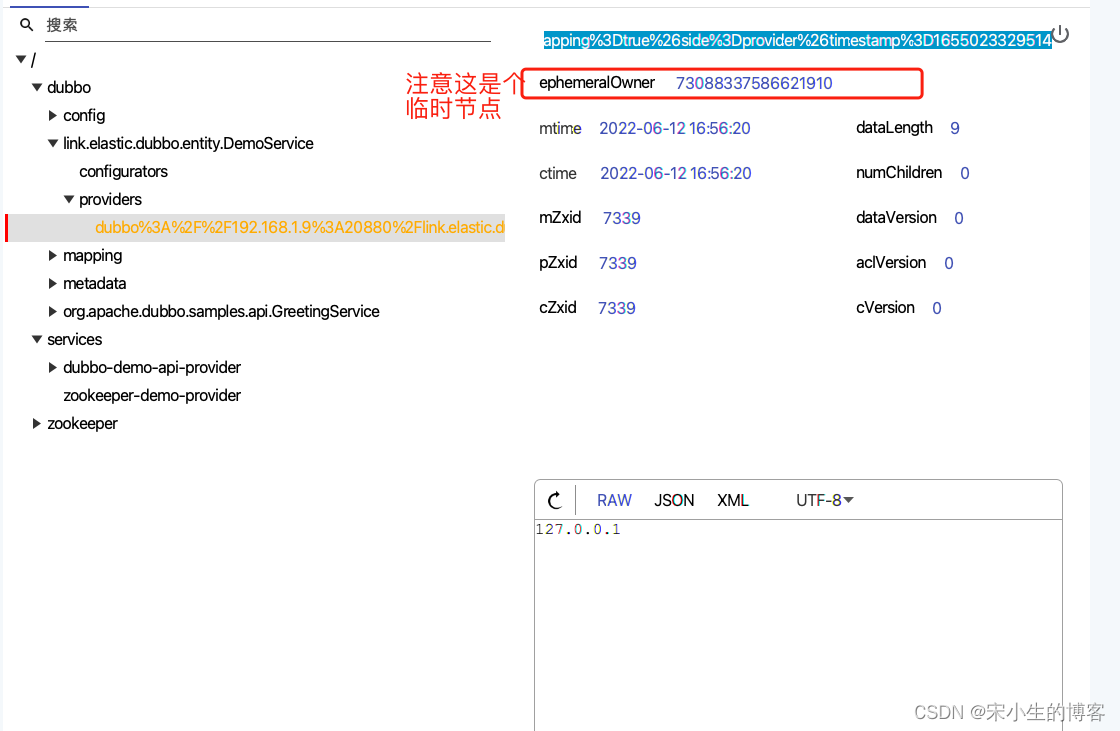 搜索
/
dubbo
config
link.elastic.dubbo.entity.DemoService
configurators
providers
dubbo%3A%2F%2F192.168.1.9%3A20880%2Flink.elastic.d
mapping
metadata
org.apache.dubbo.samples.api.GreetingService
services
dubbo-demo-api-provider
zookeeper-demo-provider
zookeeper
注意这是个
临时节点
apping%3Dtrue%26side%3Dprovider%26timestamp%3D1655023329514
ephemeralOwner 73088337586621910
mtime 2022-06-12 16:56:20 dataLength 9
ctime 2022-06-12 16:56:20 numChildren 0
mZxid 7339 dataVersion 0
pZxid 7339 aclVersion 0
cZxid 7339 cVersion 0
RAW JSON XML UTF-8
127.0.0.1
CSDN @宋小生的博客